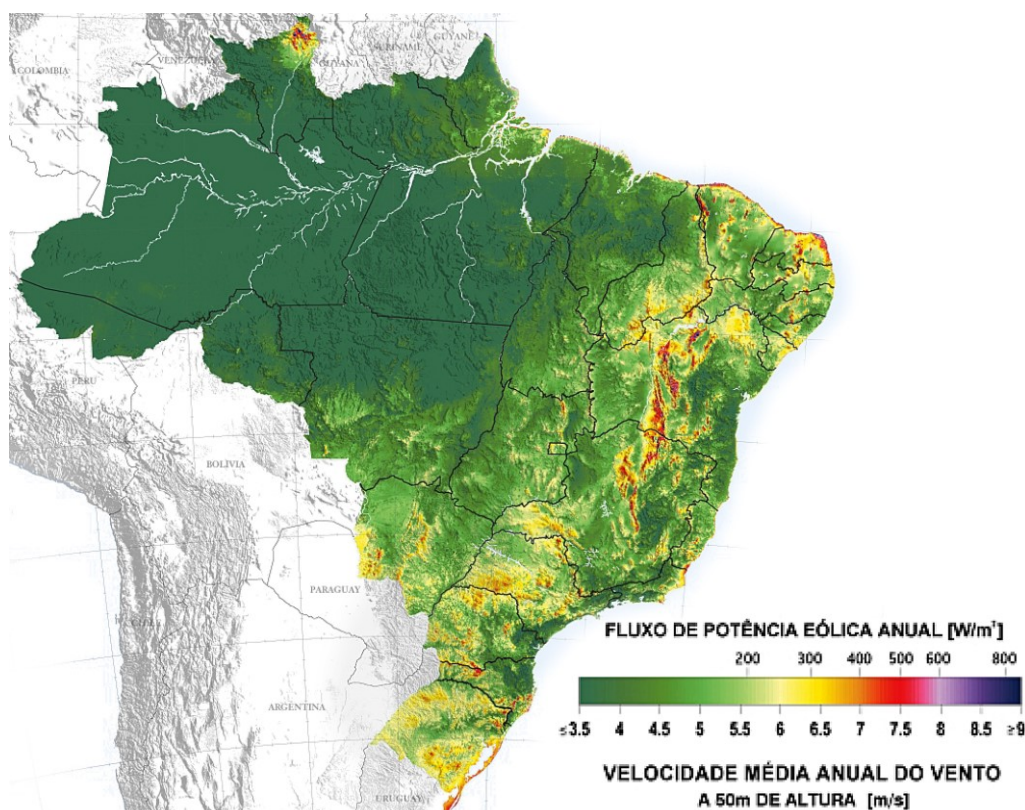 GUYANE
SURINAME
VENEZUELA
GUYANA
COLOMBIA
PERU
BOLIVIA
PARAGUAY
CHILE
ARGENTINA
URUGUAY
FLUXO DE POTÊNCIA EÓLICA ANUAL [W/m²]
200 300 400 500 600 800
≤3.5 4 4.5 5 5.5 6 6.5 7 7.5 8 8.5 ≥9
VELOCIDADE MÉDIA ANUAL DO VENTO
A 50m DE ALTURA [m/s]